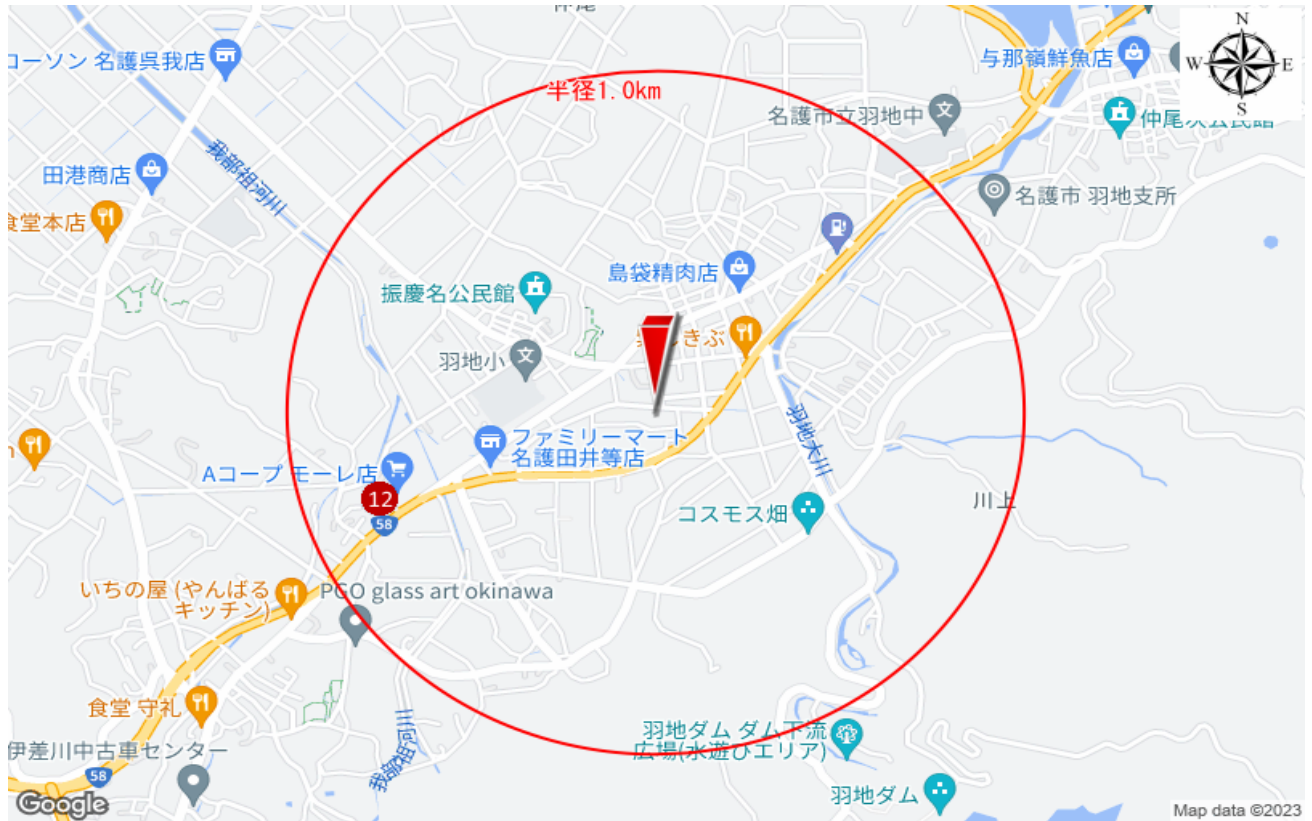 N
W
E
S
コーソン 名護呉我店
与那嶺鮮魚店
半径1.0km
名護市立羽地中
我部祖河川
田港商店
名護市 羽地支所
食堂本店
島袋精肉店
振慶名公民館
きぶ
羽地小
羽地大川
ファミリーマート
名護田井等店
Aコープ モーレ店
12
58
川上
コスモス畑
いちの屋 (やんばる
キッチン)
PGO glass art okinawa
食堂 守礼
我部祖河川
羽地ダム ダム下流
広場(水遊びエリア)
伊差川中古車センター
58
羽地ダム
Google
Map data ©2023